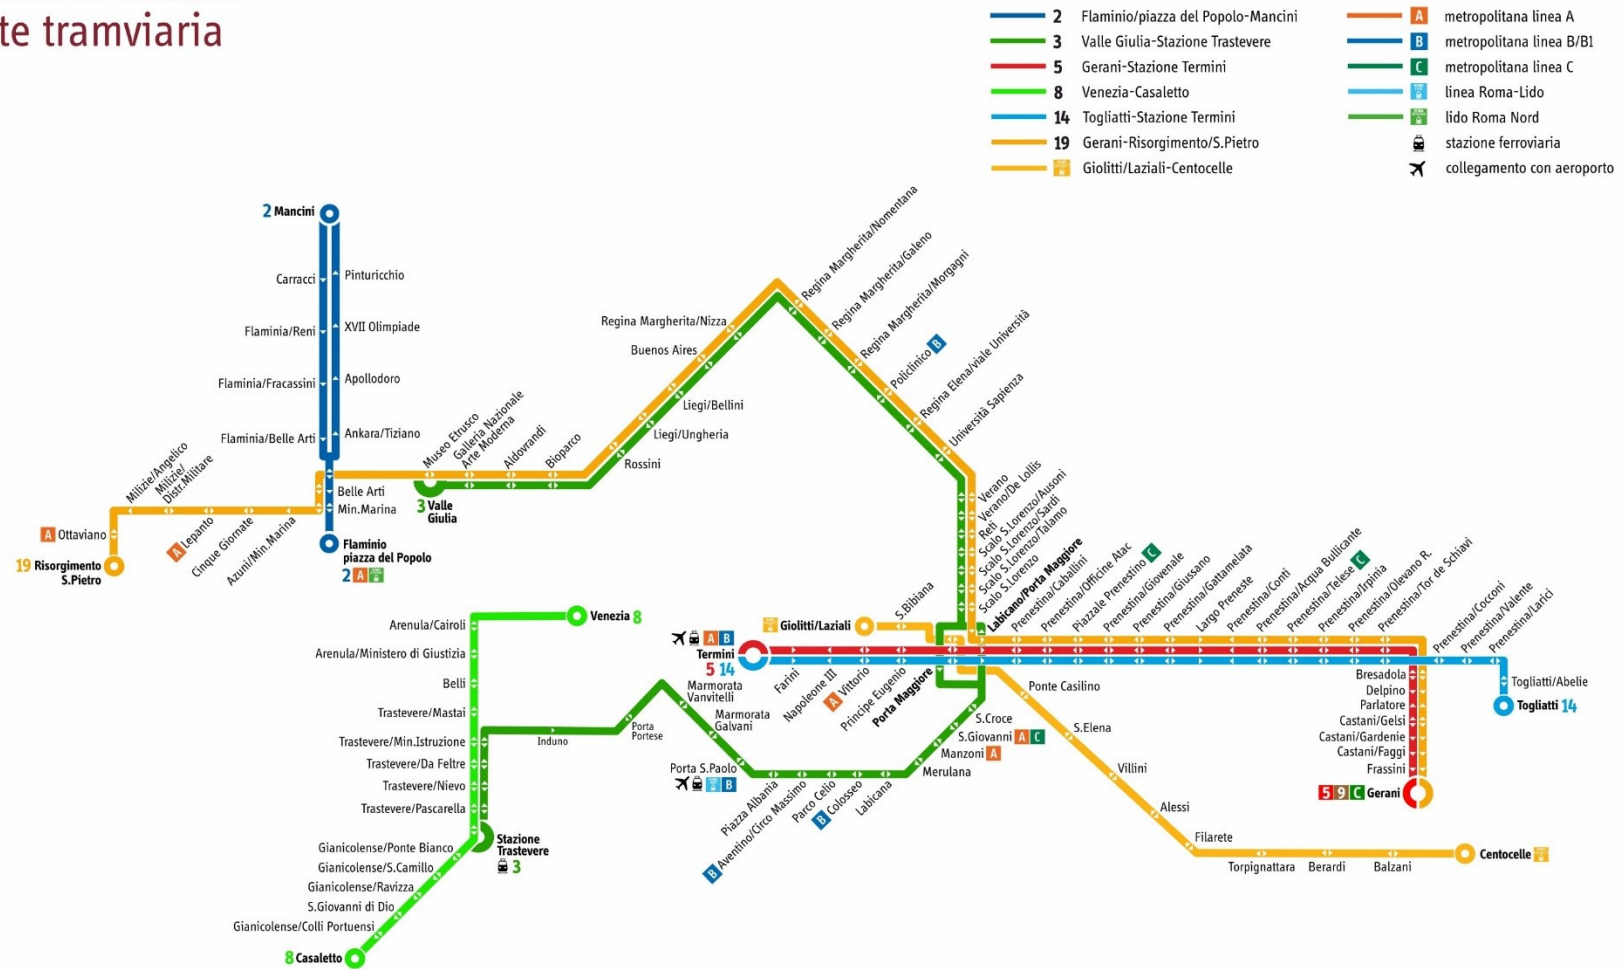 te tramviaria
2 Flaminio/piazza del Popolo-Mancini
3 Valle Giulia-Stazione Trastevere
5 Gerani-Stazione Termini
8 Venezia-Casaletto
14 Togliatti-Stazione Termini
19 Gerani-Risorgimento/S.Pietro
Giolitti/Laziali-Centocelle
A metropolitana linea A
B metropolitana linea B/B1
C metropolitana linea C
linea Roma-Lido
lido Roma Nord
stazione ferroviaria
collegamento con aeroporto
2 Mancini
Carracci
Pinturicchio
Flaminia/Reni
XVII Olimpiade
Flaminia/Fracassini
Apollodoro
Flaminia/Belle Arti
Ankara/Tiziano
Belle Arti
Min.Marina
Flaminio
piazza del Popolo
2 A
Milizie/Angelico
Milizie/
Distr.Militare
A Ottaviano
19 Risorgimento
S.Pietro
A Lepanto
Cinque Giornate
Azuni/Min.Marina
Museo Etrusco
Galleria Nazionale
Arte Moderna
Aldovrandi
Bioparco
3 Valle
Giulia
Rossini
Liegi/Ungheria
Liegi/Bellini
Buenos Aires
Regina Margherita/Nizza
Regina Margherita/Nomentana
Regina Margherita/Galeno
Regina Margherita/Morgagni
Policlinico B
Regina Elena/viale Università
Università Sapienza
Verano
Verano/De Lollis
Reti
Scalo S.Lorenzo/Ausoni
Scalo S.Lorenzo/Sardi
Scalo S.Lorenzo/Talamo
Scalo S.Lorenzo
Labicano/Porta Maggiore
Prenestina/Caballini
Prenestina/Officine Atac
Piazzale Prenestino C
Prenestina/Giovenale
Prenestina/Giussano
Prenestina/Gattamelata
Largo Preneste
Prenestina/Conti
Prenestina/Acqua Bullicante
Prenestina/Telese C
Prenestina/Irpinia
Prenestina/Olevano R.
Prenestina/Tor de Schiavi
Prenestina/Cocconi
Prenestina/Valente
Prenestina/Larici
Togliatti/Abelie
Togliatti 14
Bresadola
Delpino
Parlatore
Castani/Gelsi
Castani/Gardenie
Castani/Faggi
Frassini
5 9 C Gerani
Giolitti/Laziali
S.Bibiana
A B
Termini
5 14
Farini
Napoleone III
A Vittorio
Principe Eugenio
Porta Maggiore
Ponte Casilino
S.Elena
Villini
Alessi
Filarete
Torpignattara
Berardi
Balzani
Centocelle
Venezia 8
Arenula/Cairoli
Arenula/Ministero di Giustizia
Belli
Trastevere/Mastai
Trastevere/Min.Istruzione
Trastevere/Da Feltre
Trastevere/Nievo
Trastevere/Pascarella
Gianicolense/Ponte Bianco
Gianicolense/S.Camillo
Gianicolense/Ravizza
S.Giovanni di Dio
Gianicolense/Colli Portuensi
8 Casaletto
Stazione
Trastevere
3
Induno
Porta
Portese
Marmorata
Vanvitelli
Marmorata
Galvani
Porta S.Paolo
B
Piazza Albania
B Aventino/Circo Massimo
Parco Celio
B Colosseo
Labicana
Merulana
Manzoni A
S.Giovanni A C
S.Croce